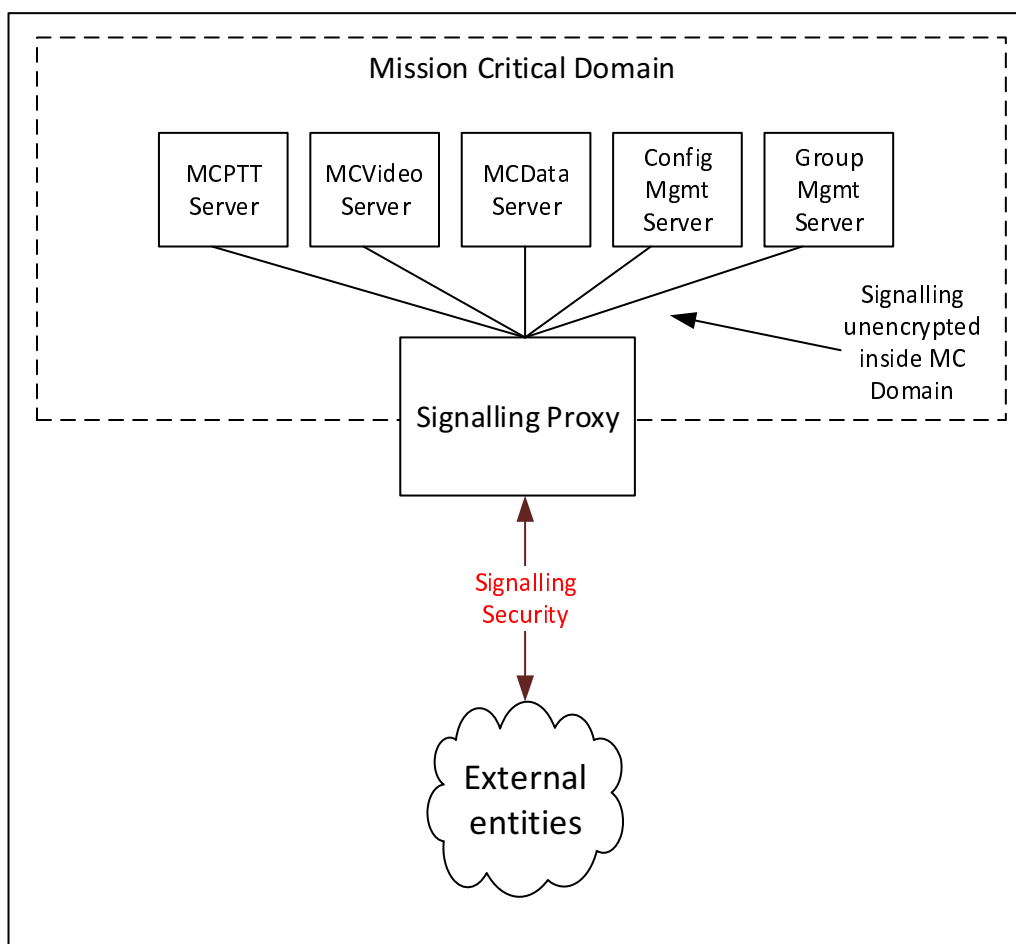 Mission Critical Domain
MCPTT
Server
MCVideo
Server
MCData
Server
Config
Mgmt
Server
Group
Mgmt
Server
Signalling
unencrypted
inside MC
Domain
Signalling Proxy
Signalling
Security
External
entities